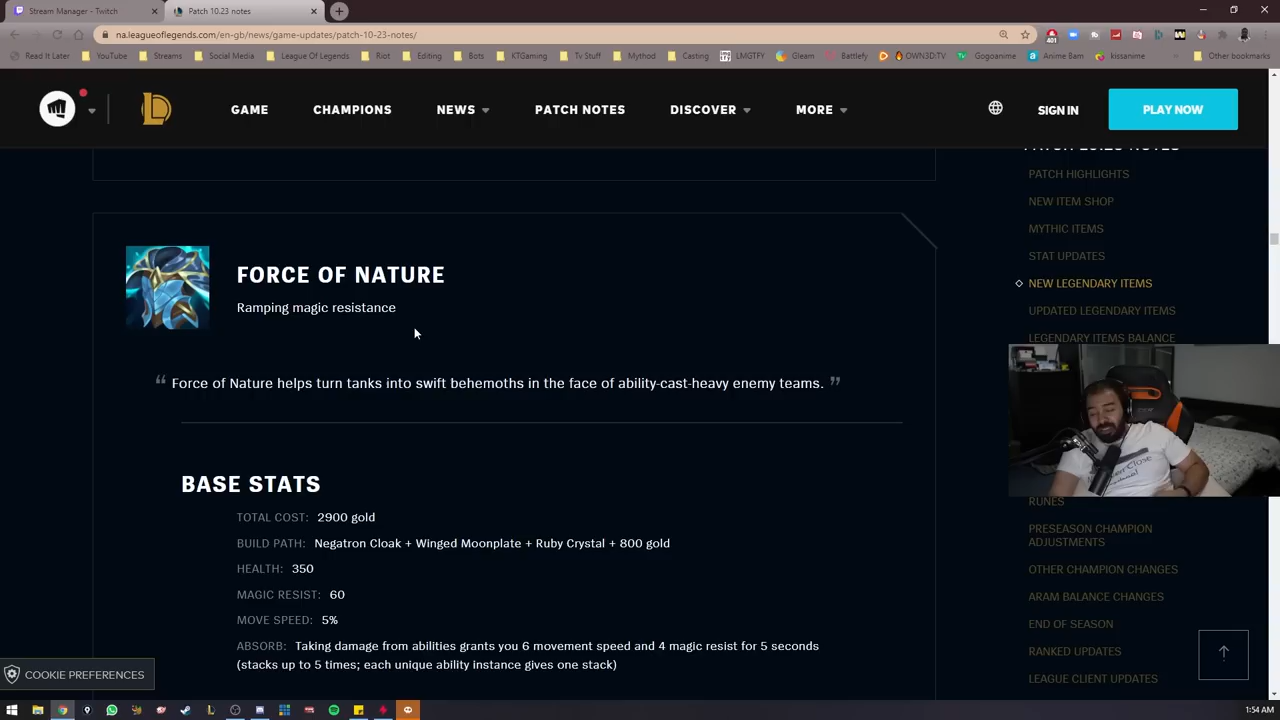 Stream Manager - Twitch
Patch 10.23 notes
na.leagueoflegends.com/en-gb/news/game-updates/patch-10-23-notes/
401
Read It Later
YouTube
Streams
Social Media
League Of Legends
Riot
Editing
Bots
KTGaming
Tv Stuff
Mythod
Casting
LMGTFY
Gleam
Battlefy
OWN3D:TV
Gogoanime
Anime Bam
kissanime
Other bookmarks
GAME
CHAMPIONS
NEWS
PATCH NOTES
DISCOVER
MORE
SIGN IN
PLAY NOW
PATCH 10.23 NOTES
PATCH HIGHLIGHTS
NEW ITEM SHOP
MYTHIC ITEMS
STAT UPDATES
NEW LEGENDARY ITEMS
UPDATED LEGENDARY ITEMS
LEGENDARY ITEMS BALANCE
FORCE OF NATURE
Ramping magic resistance
“ Force of Nature helps turn tanks into swift behemoths in the face of ability-cast-heavy enemy teams. ”
BASE STATS
TOTAL COST: 2900 gold
BUILD PATH: Negatron Cloak + Winged Moonplate + Ruby Crystal + 800 gold
HEALTH: 350
MAGIC RESIST: 60
MOVE SPEED: 5%
ABSORB: Taking damage from abilities grants you 6 movement speed and 4 magic resist for 5 seconds
(stacks up to 5 times; each unique ability instance gives one stack)
RUNES
PRESEASON CHAMPION
ADJUSTMENTS
OTHER CHAMPION CHANGES
ARAM BALANCE CHANGES
END OF SEASON
RANKED UPDATES
LEAGUE CLIENT UPDATES
COOKIE PREFERENCES
1:54 AM